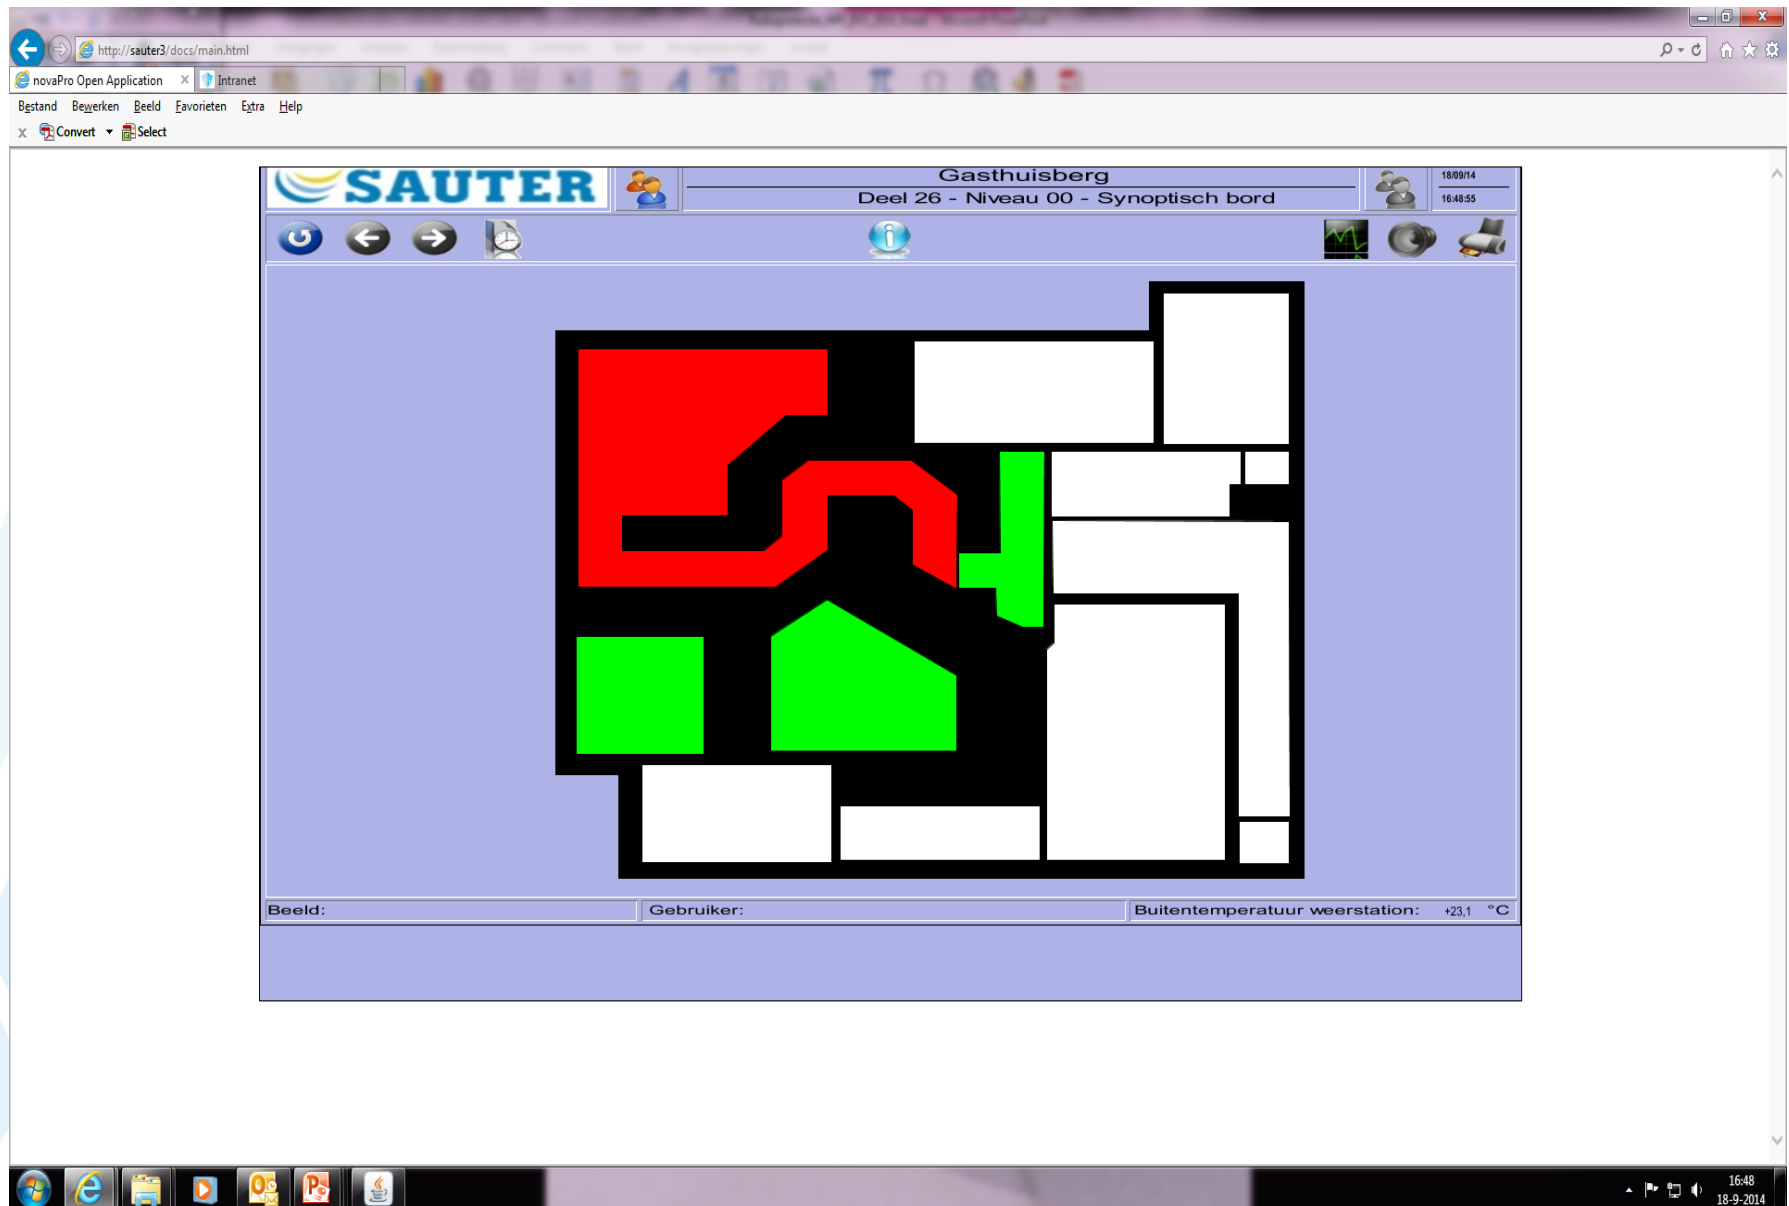 http://sauter3/docs/main.html
novaPro Open Application
Intranet
Bestand Bewerken Beeld Favorieten Extra Help
x Convert Select
SAUTER
Gasthuisberg
Deel 26 - Niveau 00 - Synoptisch bord
18/09/14
16:48:55
Beeld:
Gebruiker:
Buitentemperatuur weerstation: +23,1 °C
16:48
18-9-2014